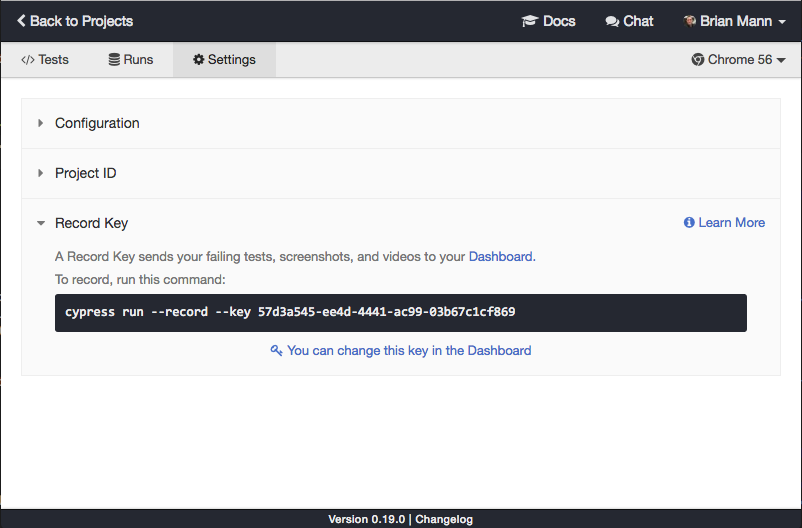 Back to Projects Docs Chat Brian Mann
</> Tests Runs Settings Chrome 56
Configuration
Project ID
Record Key Learn More
A Record Key sends your failing tests, screenshots, and videos to your Dashboard.
To record, run this command:
cypress run --record --key 57d3a545-ee4d-4441-ac99-03b67c1cf869
You can change this key in the Dashboard
Version 0.19.0 | Changelog